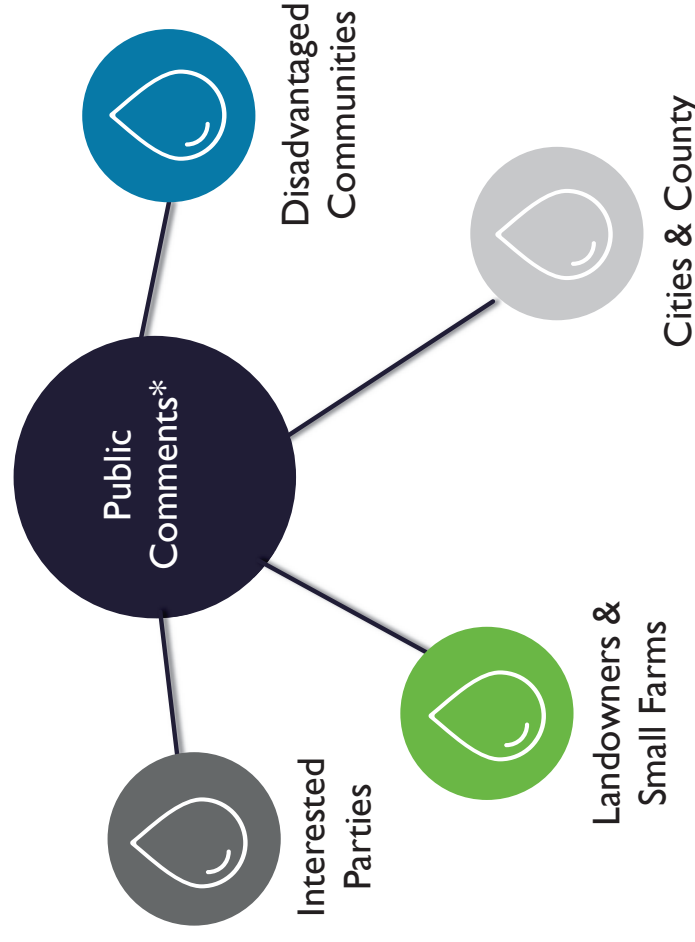 Public
Comments*
Interested
Parties
Landowners &
Small Farms
Cities & County
Disadvantaged
Communities